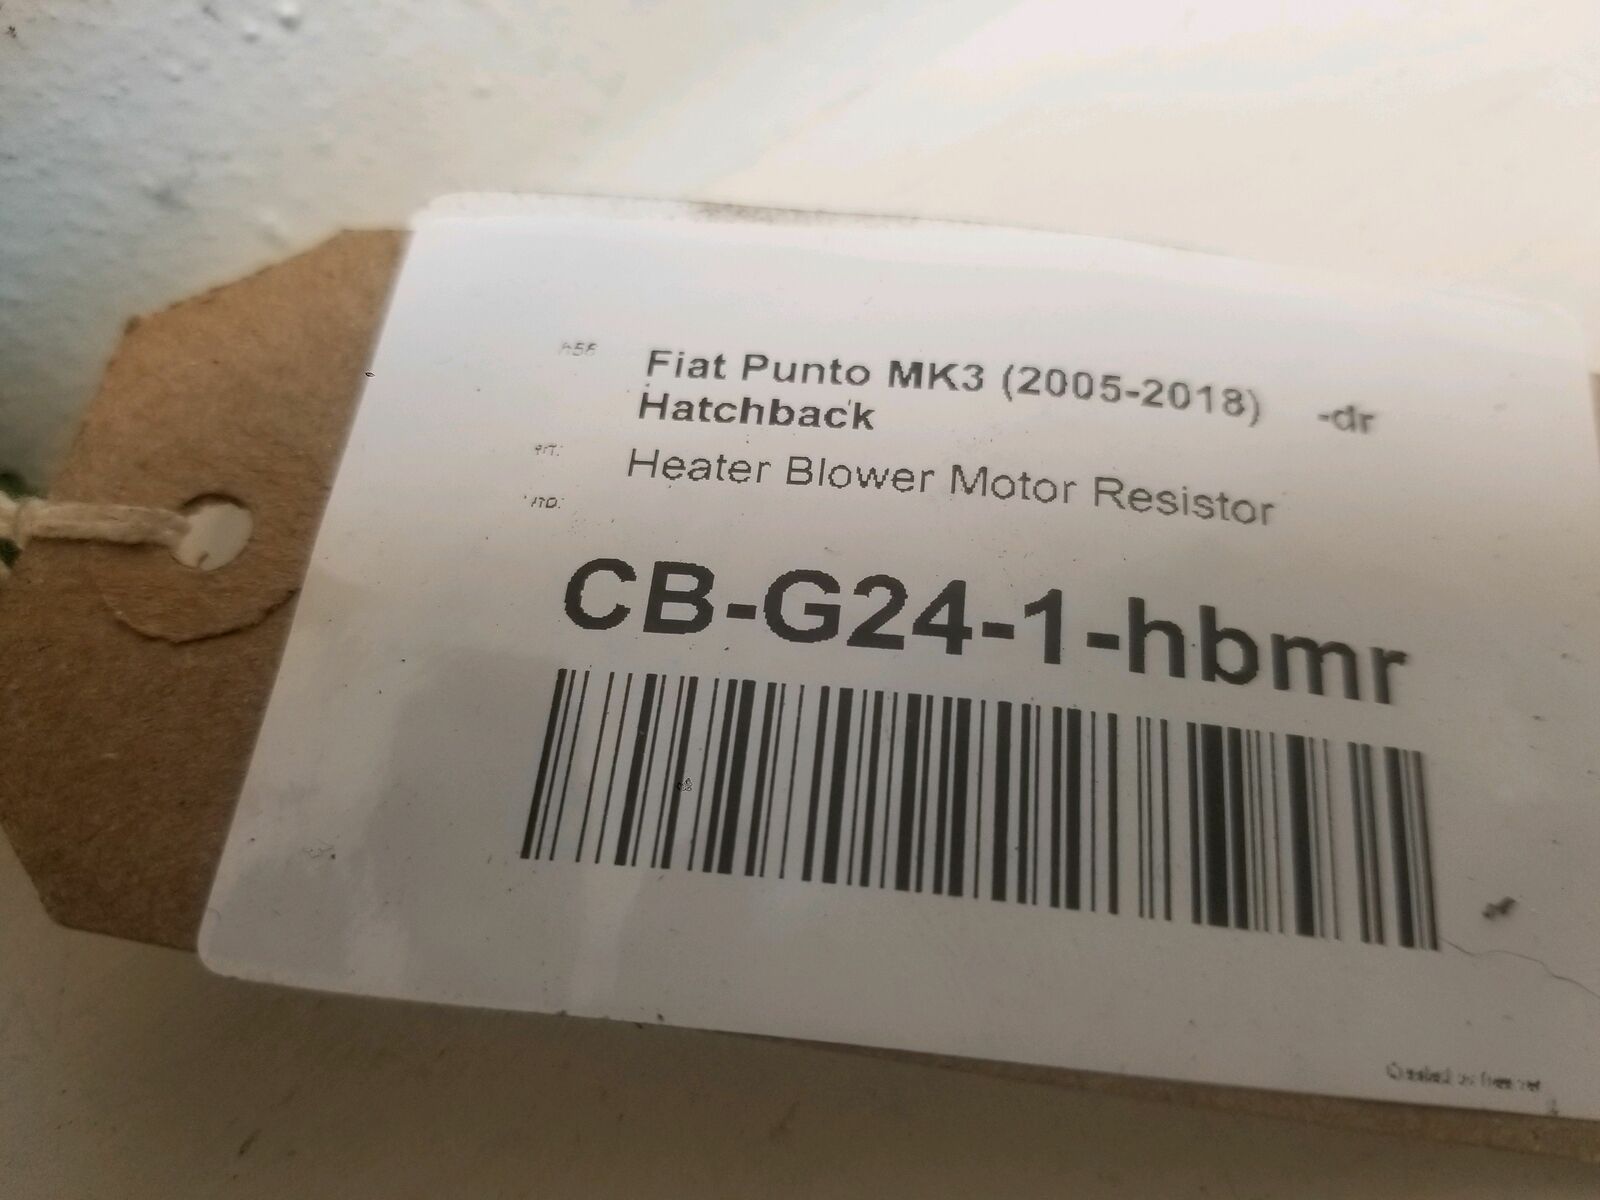 Fiat Punto MK3 (2005-2018) -dr
Hatchback
Heater Blower Motor Resistor
CB-G24-1-hbmr